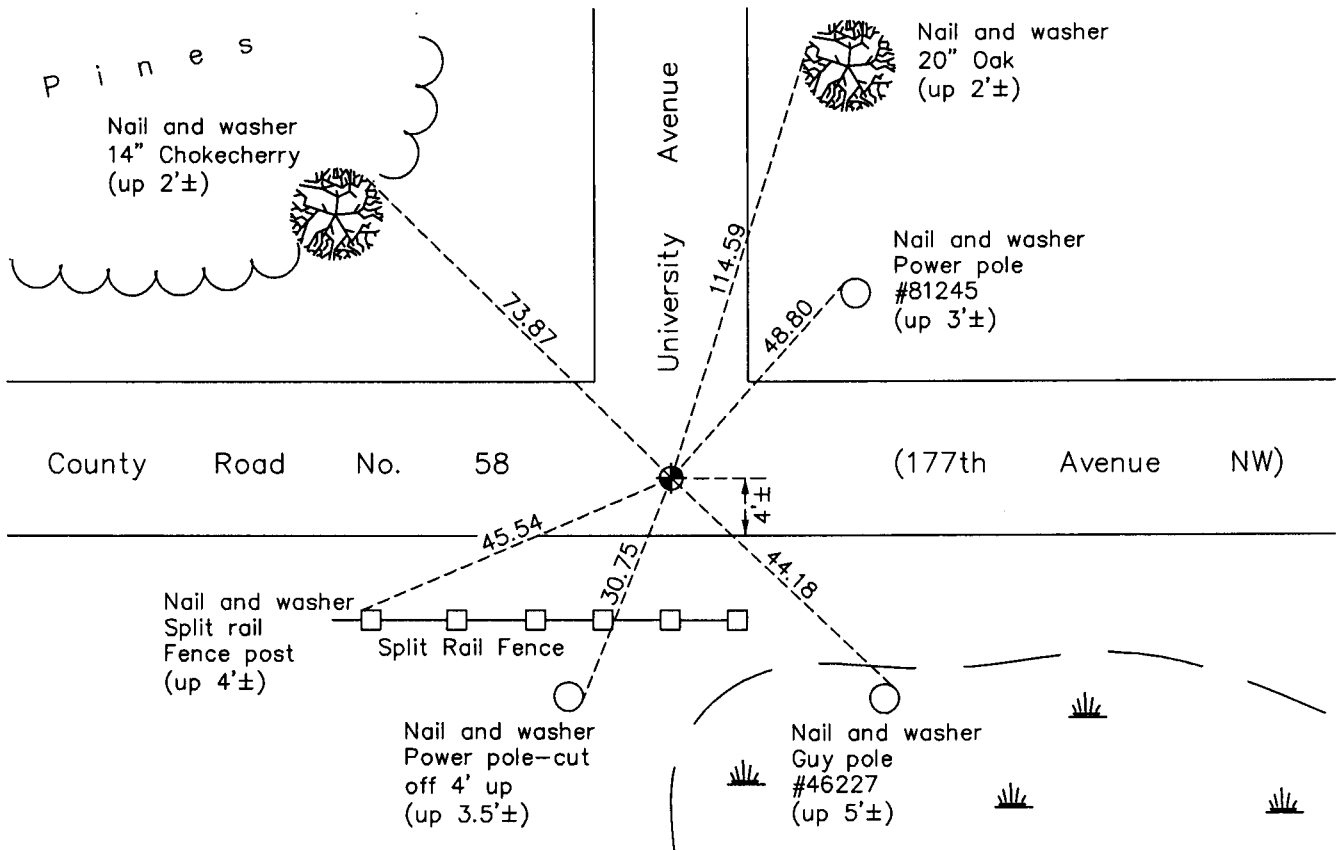 Pines
Nail and washer
14" Chokecherry
(up 2'±)
Nail and washer
20" Oak
(up 2'±)
University Avenue
Nail and washer
Power pole
#81245
(up 3'±)
73.87
114.59
48.80
County Road No. 58
(177th Avenue NW)
4'±
45.54
30.75
44.18
Nail and washer
Split rail
Fence post
(up 4'±)
Split Rail Fence
Nail and washer
Power pole-cut
off 4' up
(up 3.5'±)
Nail and washer
Guy pole
#46227
(up 5'±)